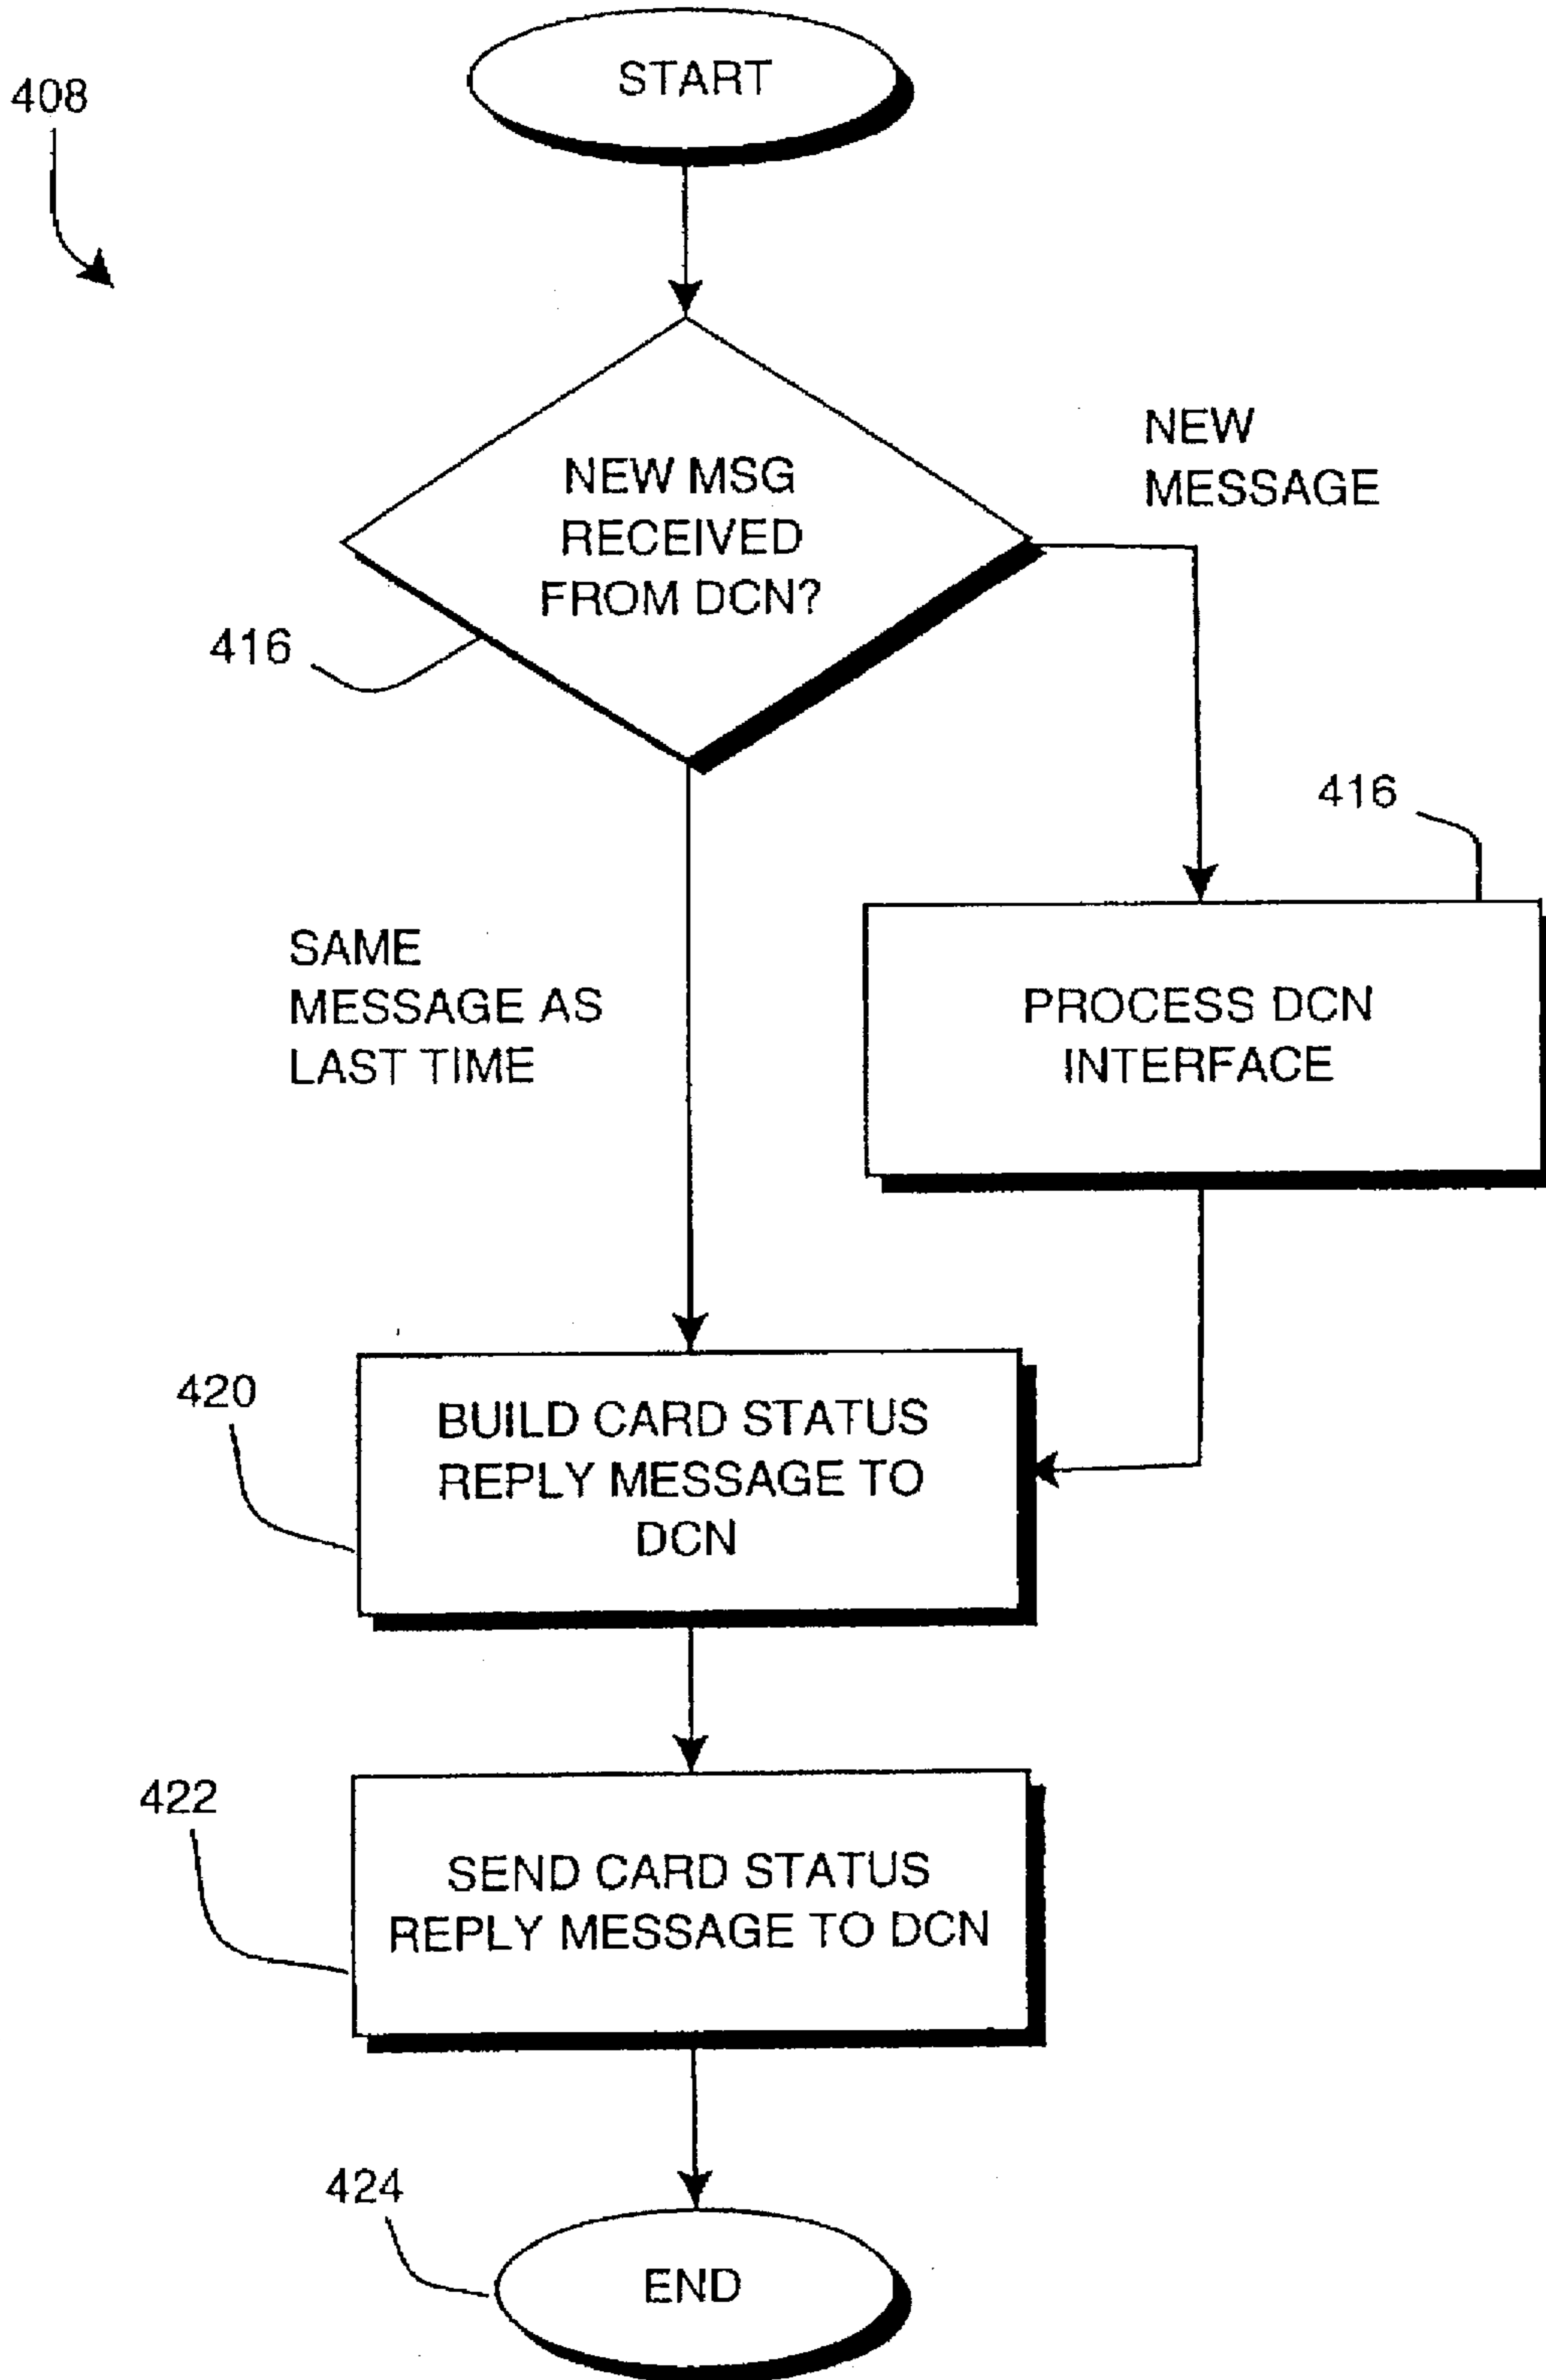 START
408
NEW MSG
RECEIVED
FROM DCN?
NEW
MESSAGE
416
416
SAME
MESSAGE AS
LAST TIME
PROCESS DCN
INTERFACE
420
BUILD CARD STATUS
REPLY MESSAGE TO
DCN
422
SEND CARD STATUS
REPLY MESSAGE TO DCN
424
END